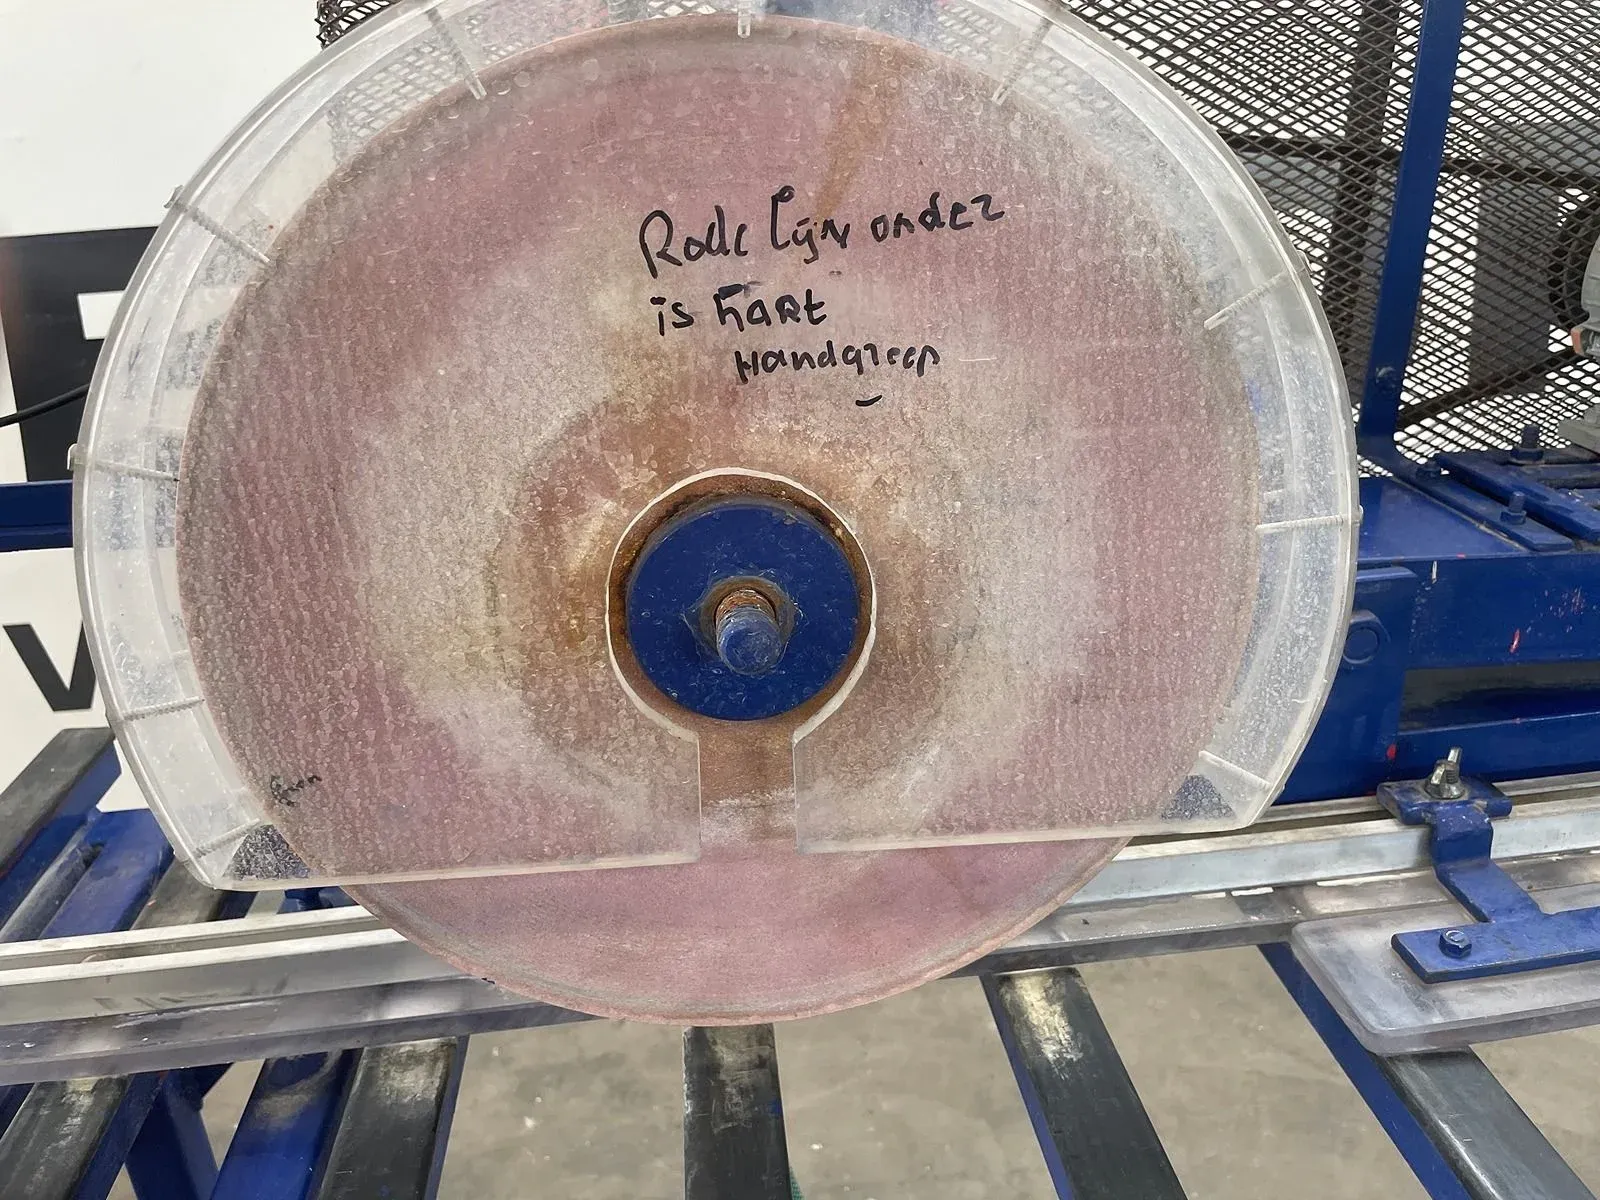 Rode lijn onder
is hart
Handgreep